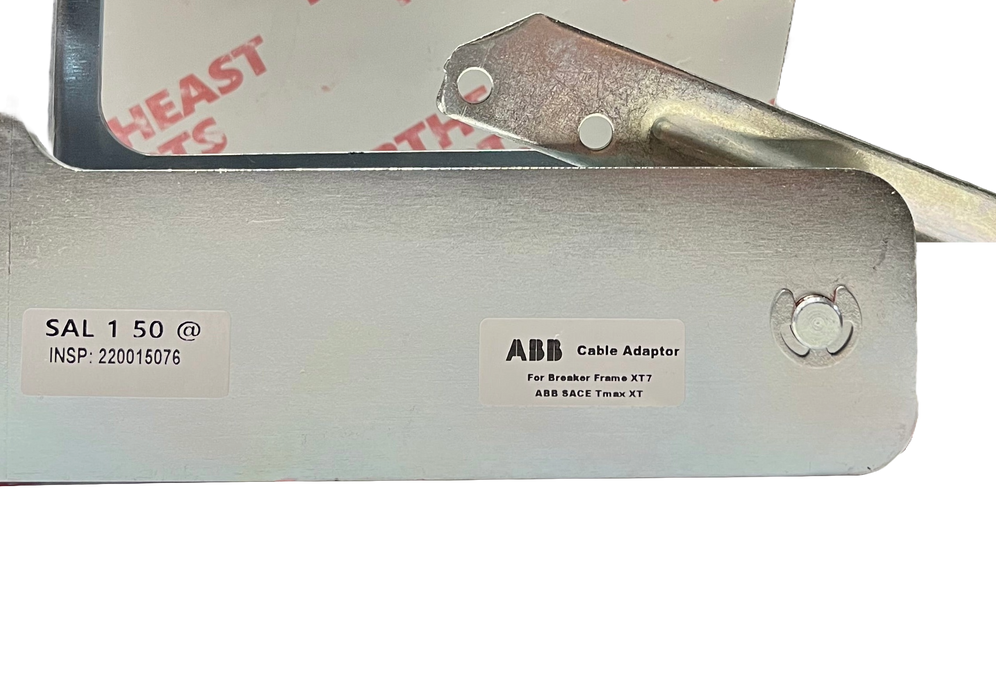 HEAST
SAL 1 50 @
INSP: 220015076
ABB Cable Adaptor
For Breaker Frame XT7
ABB SACE Tmax XT